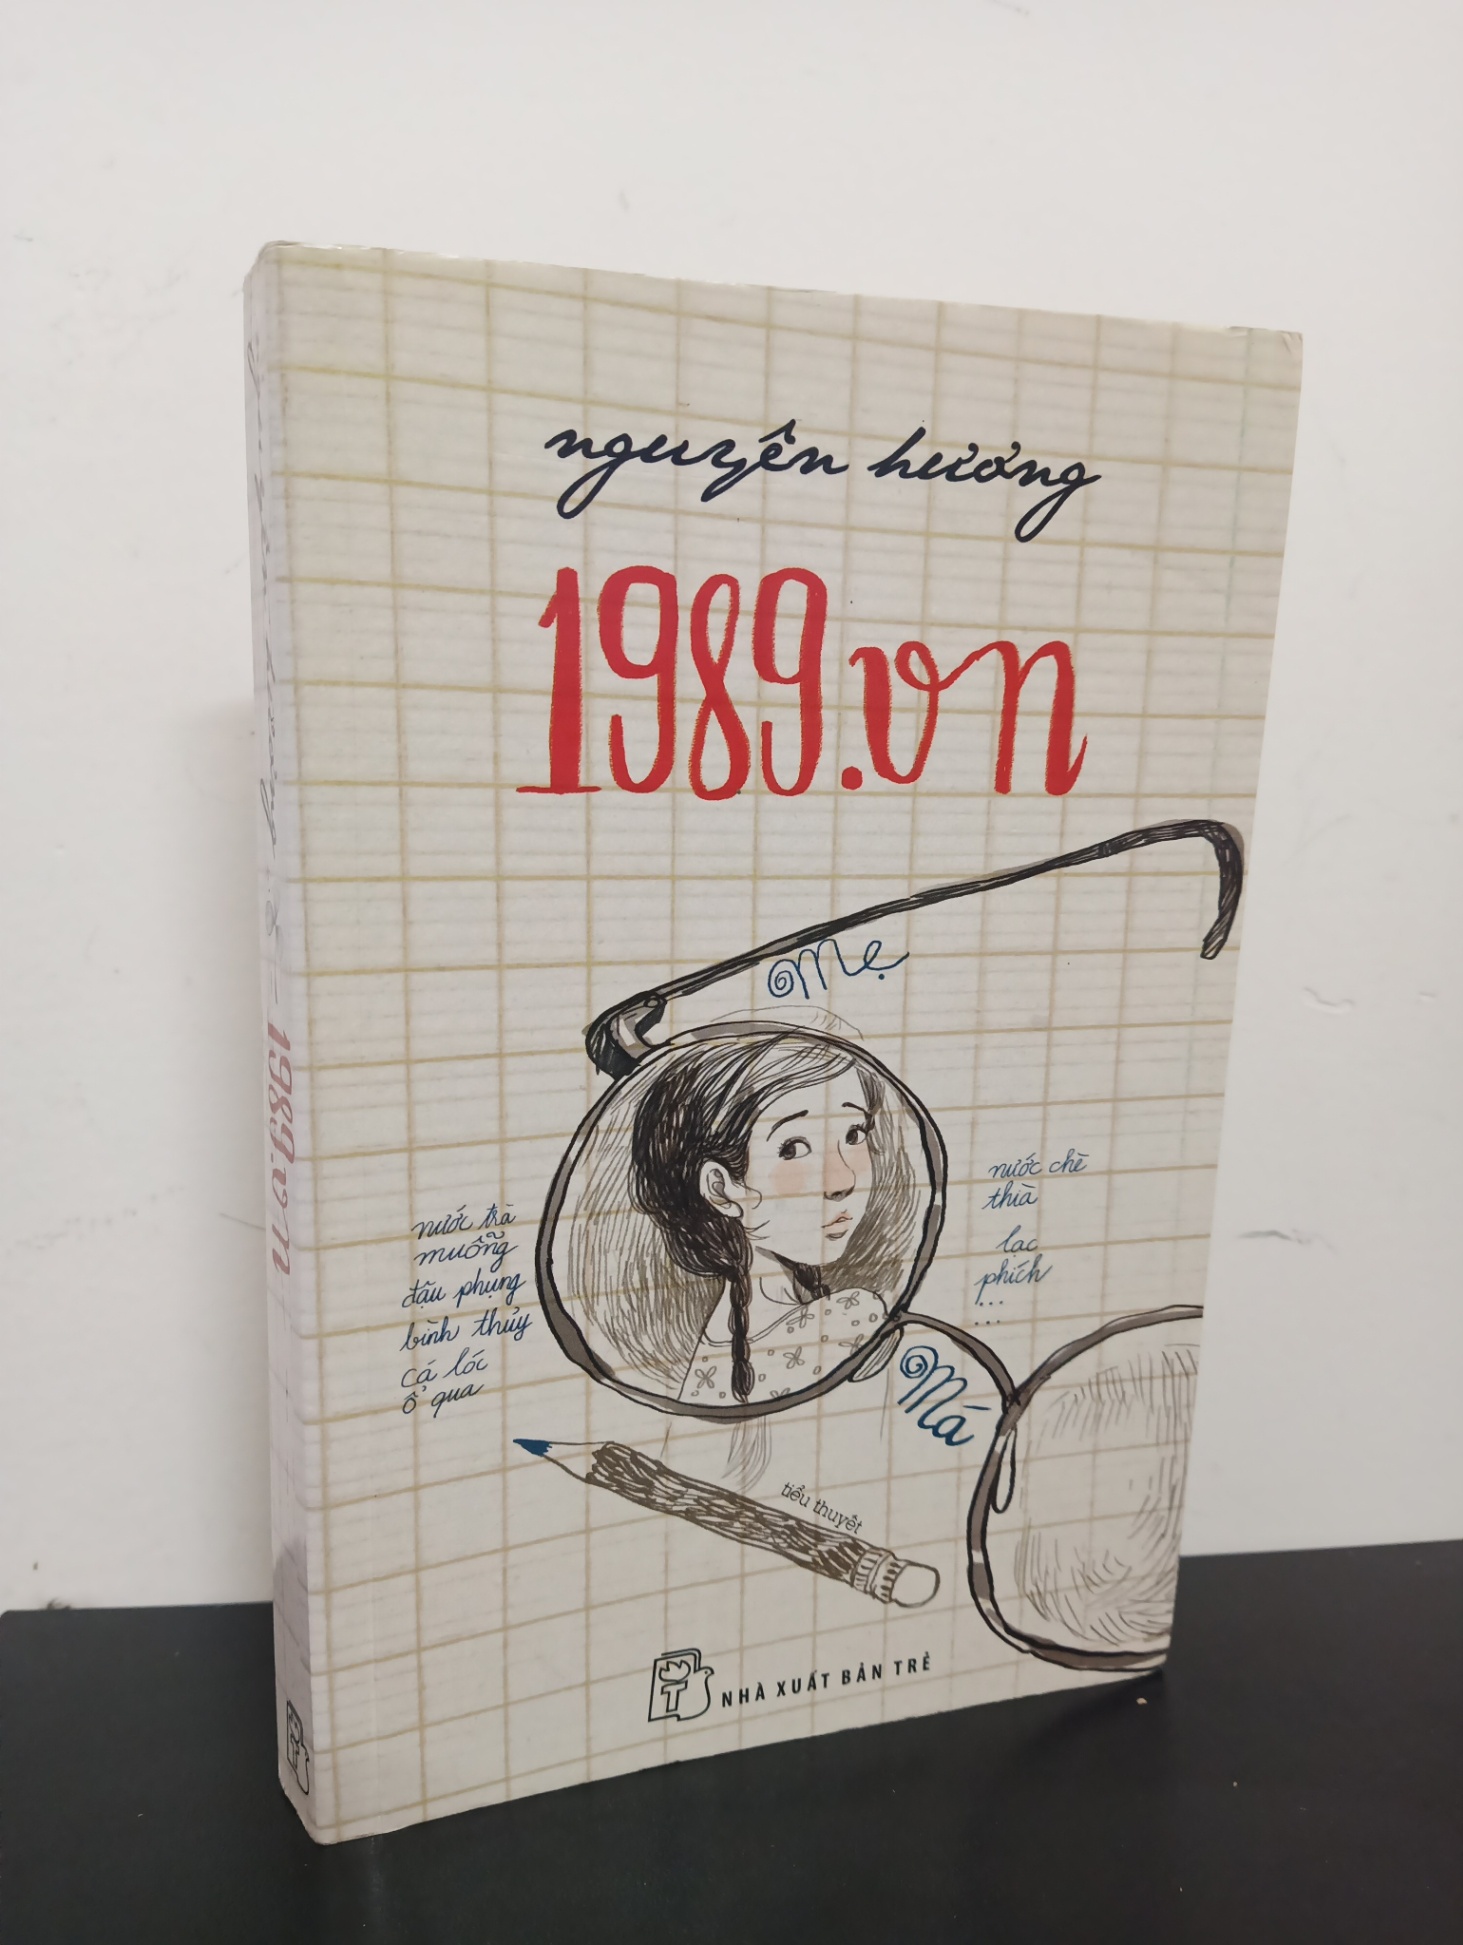 nguyên hương
1989.vn
Mẹ
nước chè
thìa
lạc
phích
...
...
nước trà
muỗng
đậu phụng
bình thủy
cá lóc
ổ qua
Má
tiểu thuyết
NHÀ XUẤT BẢN TRẺ
1989.vn